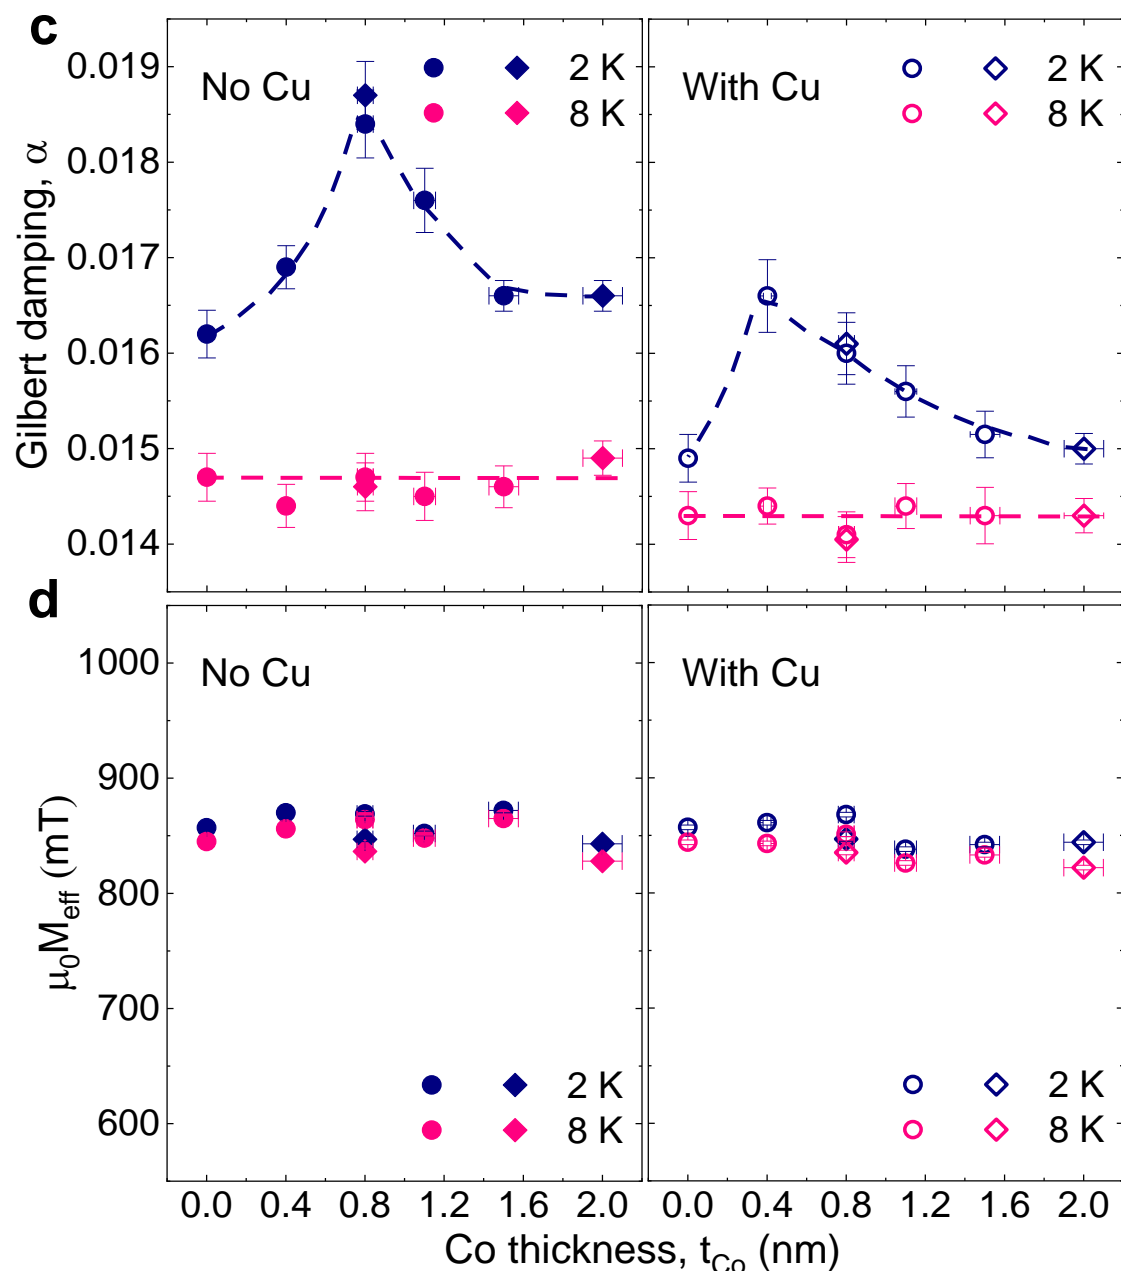 c
No Cu
2 K
8 K
With Cu
2 K
8 K
0.019
0.018
0.017
0.016
0.015
0.014
Gilbert damping, α
d
No Cu
With Cu
1000
900
800
700
600
μ₀M_eff (mT)
2 K
8 K
2 K
8 K
0.0 0.4 0.8 1.2 1.6 2.0 0.0 0.4 0.8 1.2 1.6 2.0
Co thickness, t_Co (nm)